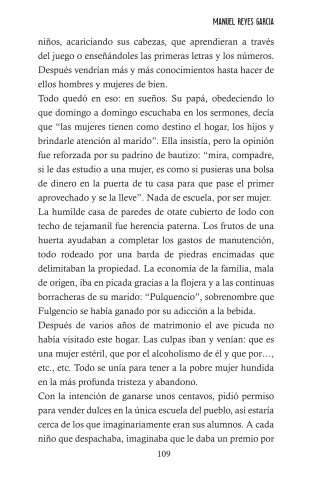 MANUEL REYES GARCIA
niños, acariciando sus cabezas, que aprendieran a través
del juego o enseñándoles las primeras letras y los números.
Después vendrían más y más conocimientos hasta hacer de
ellos hombres y mujeres de bien.
Todo quedó en eso: en sueños. Su papá, obedeciendo lo
que domingo a domingo escuchaba en los sermones, decía
que “las mujeres tienen como destino el hogar, los hijos y
brindarle atención al marido”. Ella insistía, pero la opinión
fue reforzada por su padrino de bautizo: “mira, compadre,
si le das estudio a una mujer, es como si pusieras una bolsa
de dinero en la puerta de tu casa para que pase el primer
aprovechado y se la lleve”. Nada de escuela, por ser mujer.
La humilde casa de paredes de otate cubierto de lodo con
techo de tejamanil fue herencia paterna. Los frutos de una
huerta ayudaban a completar los gastos de manutención,
todo rodeado por una barda de piedras encimadas que
delimitaban la propiedad. La economía de la familia, mala
de origen, iba en picada gracias a la flojera y a las continuas
borracheras de su marido: “Pulquencio”, sobrenombre que
Fulgencio se había ganado por su adicción a la bebida.
Después de varios años de matrimonio el ave picuda no
había visitado este hogar. Las culpas iban y venían: que es
una mujer estéril, que por el alcoholismo de él y que por…,
etc., etc. Todo se unía para tener a la pobre mujer hundida
en la más profunda tristeza y abandono.
Con la intención de ganarse unos centavos, pidió permiso
para vender dulces en la única escuela del pueblo, así estaría
cerca de los que imaginariamente eran sus alumnos. A cada
niño que despachaba, imaginaba que le daba un premio por
109